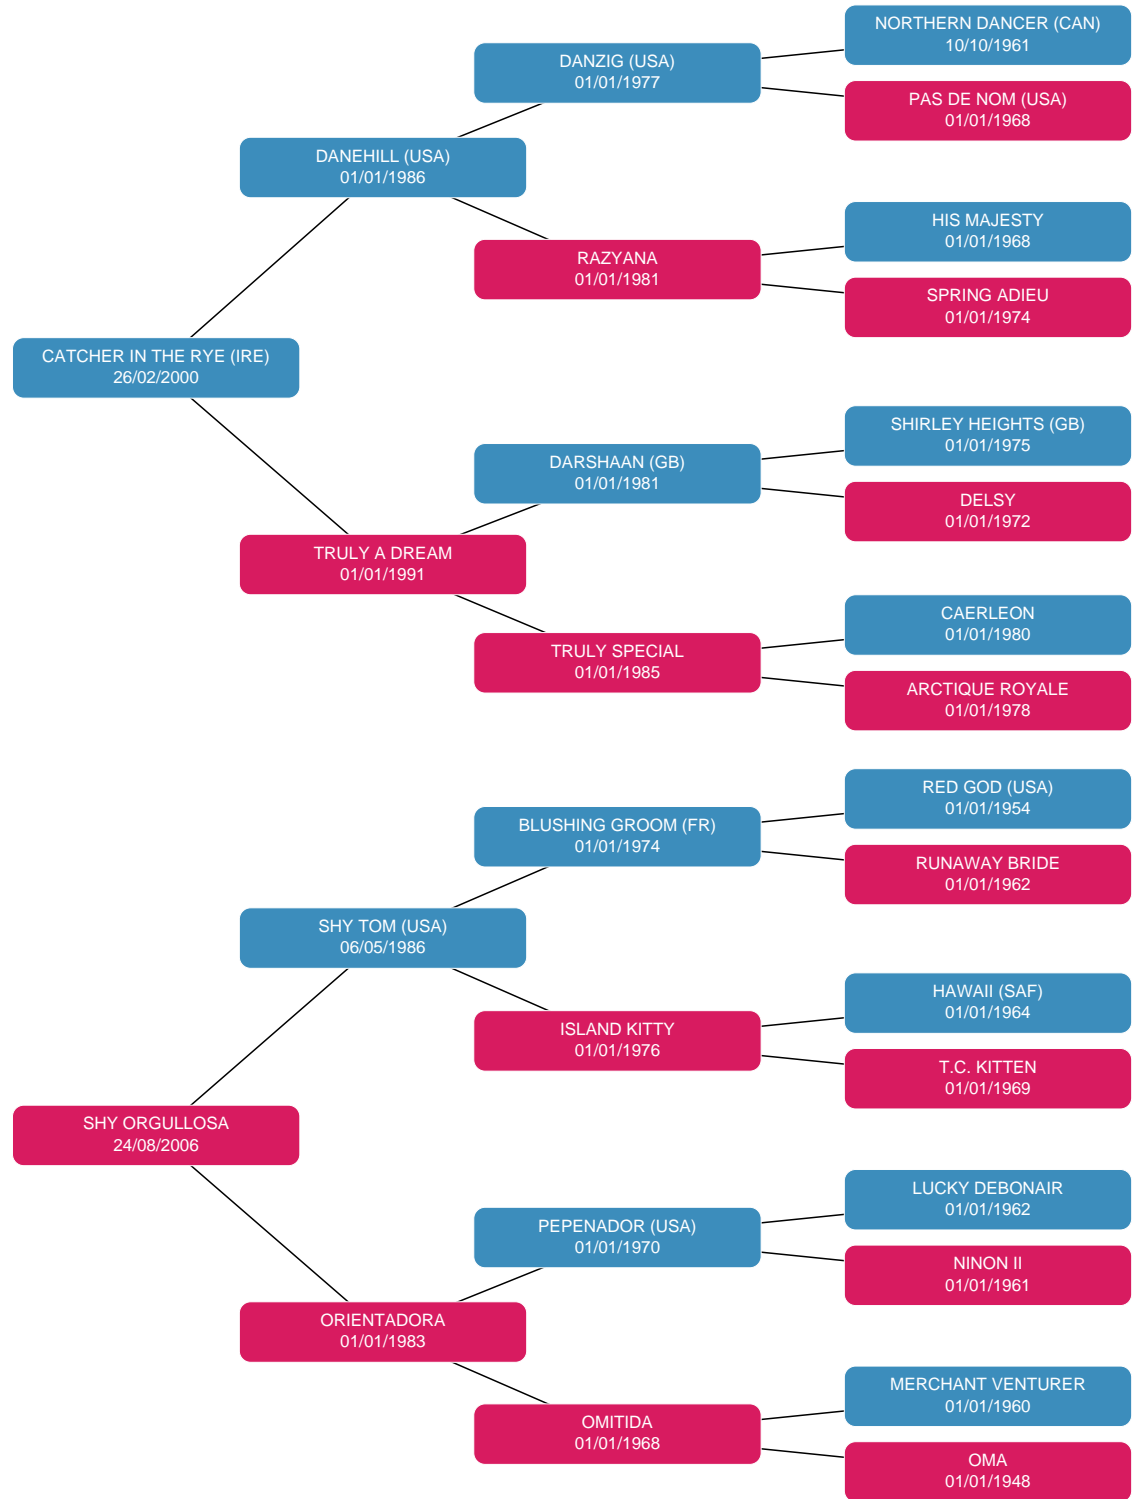 NORTHERN DANCER (CAN)
10/10/1961
DANZIG (USA)
01/01/1977
PAS DE NOM (USA)
01/01/1968
DANEHILL (USA)
01/01/1986
HIS MAJESTY
01/01/1968
RAZYANA
01/01/1981
SPRING ADIEU
01/01/1974
CATCHER IN THE RYE (IRE)
26/02/2000
SHIRLEY HEIGHTS (GB)
01/01/1975
DARSHAAN (GB)
01/01/1981
DELSY
01/01/1972
TRULY A DREAM
01/01/1991
CAERLEON
01/01/1980
TRULY SPECIAL
01/01/1985
ARCTIQUE ROYALE
01/01/1978
RED GOD (USA)
01/01/1954
BLUSHING GROOM (FR)
01/01/1974
RUNAWAY BRIDE
01/01/1962
SHY TOM (USA)
06/05/1986
HAWAII (SAF)
01/01/1964
ISLAND KITTY
01/01/1976
T.C. KITTEN
01/01/1969
SHY ORGULLOSA
24/08/2006
LUCKY DEBONAIR
01/01/1962
PEPENADOR (USA)
01/01/1970
NINON II
01/01/1961
ORIENTADORA
01/01/1983
MERCHANT VENTURER
01/01/1960
OMITIDA
01/01/1968
OMA
01/01/1948